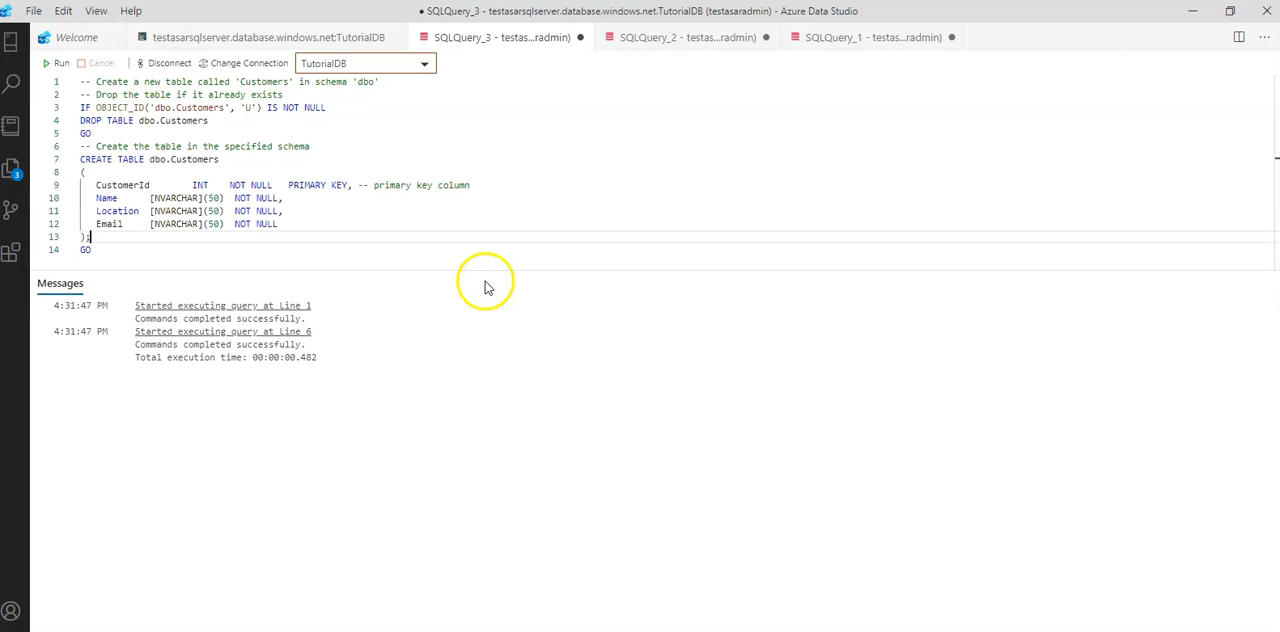 File Edit View Help ● SQLQuery_3 - testasarsqlserver.database.windows.net.TutorialDB (testasaradmin) - Azure Data Studio
Welcome testasarsqlserver.database.windows.net:TutorialDB SQLQuery_3 - testas...radmin) ● SQLQuery_2 - testas...radmin) ● SQLQuery_1 - testas...radmin) ●
Run Cancel Disconnect Change Connection TutorialDB
1 -- Create a new table called 'Customers' in schema 'dbo'
2 -- Drop the table if it already exists
3 IF OBJECT_ID('dbo.Customers', 'U') IS NOT NULL
4 DROP TABLE dbo.Customers
5 GO
6 -- Create the table in the specified schema
7 CREATE TABLE dbo.Customers
8 (
9 CustomerId INT NOT NULL PRIMARY KEY, -- primary key column
10 Name [NVARCHAR](50) NOT NULL,
11 Location [NVARCHAR](50) NOT NULL,
12 Email [NVARCHAR](50) NOT NULL
13 );
14 GO
3
Messages
4:31:47 PM Started executing query at Line 1
Commands completed successfully.
4:31:47 PM Started executing query at Line 6
Commands completed successfully.
Total execution time: 00:00:00.482